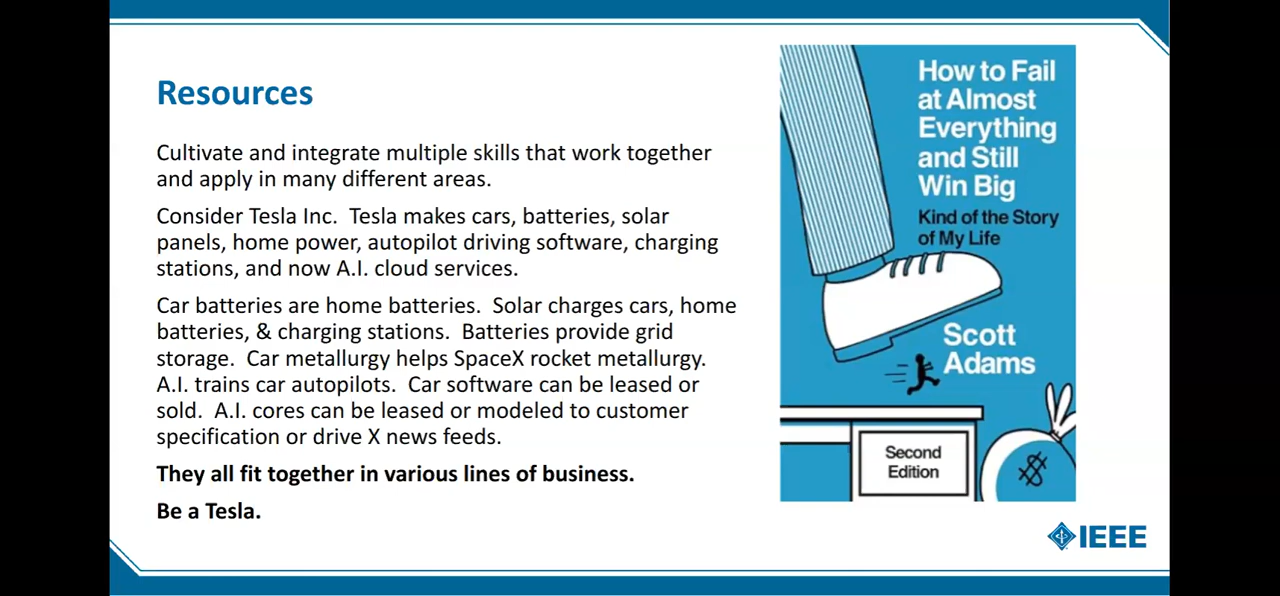 Resources
Cultivate and integrate multiple skills that work together
and apply in many different areas.
Consider Tesla Inc.  Tesla makes cars, batteries, solar
panels, home power, autopilot driving software, charging
stations, and now A.I. cloud services.
Car batteries are home batteries.  Solar charges cars, home
batteries, & charging stations.  Batteries provide grid
storage.  Car metallurgy helps SpaceX rocket metallurgy.
A.I. trains car autopilots.  Car software can be leased or
sold.  A.I. cores can be leased or modeled to customer
specification or drive X news feeds.
They all fit together in various lines of business.
Be a Tesla.
How to Fail
at Almost
Everything
and Still
Win Big
Kind of the Story
of My Life
Scott
Adams
Second
Edition
IEEE